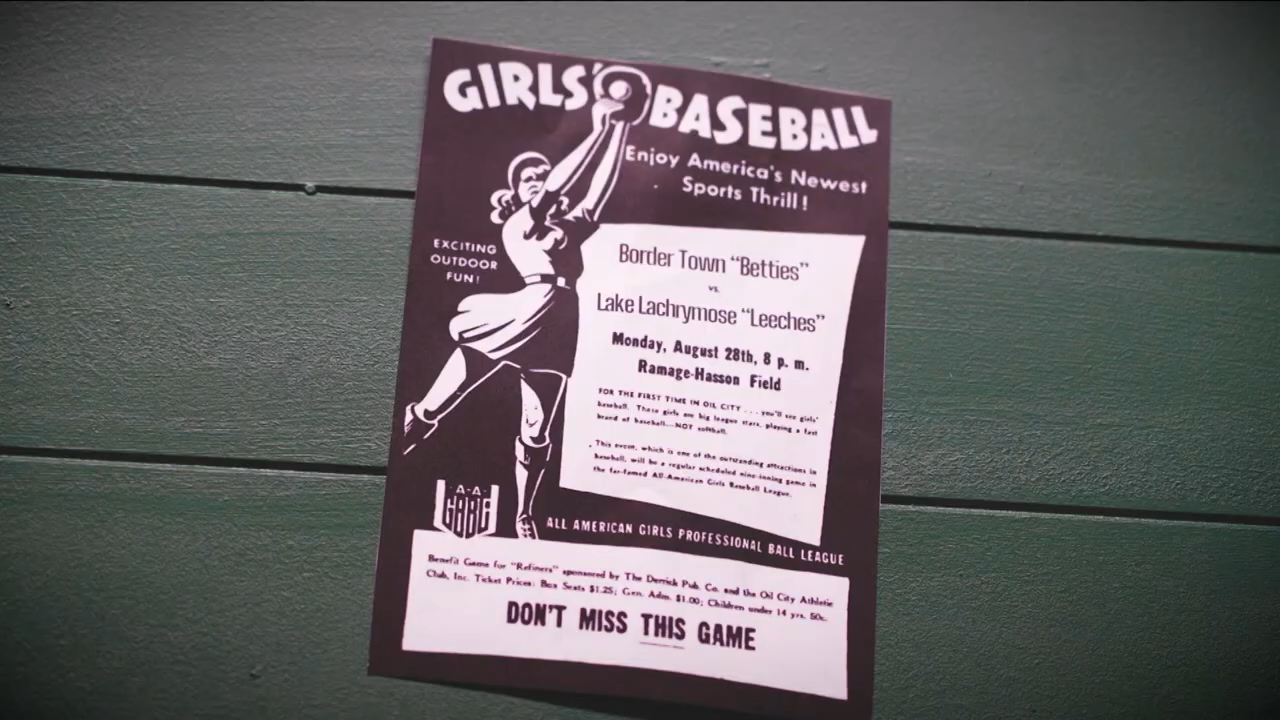 GIRLS' BASEBALL
Enjoy America's Newest
Sports Thrill!
EXCITING
OUTDOOR
FUN!
Border Town “Betties”
vs.
Lake Lachrymose “Leeches”
Monday, August 28th, 8 p. m.
Ramage-Hasson Field
FOR THE FIRST TIME IN OIL CITY . . . you'll see girls'
baseball. These girls are big league stars, playing a fast
brand of baseball—NOT softball.
This event, which is one of the outstanding attractions in
baseball, will be a regular scheduled nine-inning game in
the far-famed All-American Girls Baseball League.
A-A-
GBBL
ALL AMERICAN GIRLS PROFESSIONAL BALL LEAGUE
Benefit Game for "Refiners" sponsored by The Derrick Pub. Co. and the Oil City Athletic
Club, Inc. Ticket Prices: Box Seats $1.25; Gen. Adm. $1.00; Children under 14 yrs. 50c.
DON'T MISS THIS GAME